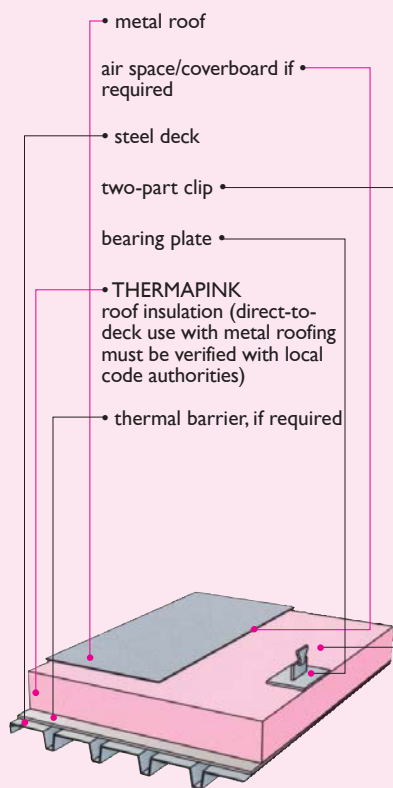 • metal roof
air space/coverboard if •
required
• steel deck
two-part clip •
bearing plate •
• THERMAPINK
roof insulation (direct-to-
deck use with metal roofing
must be verified with local
code authorities)
• thermal barrier, if required